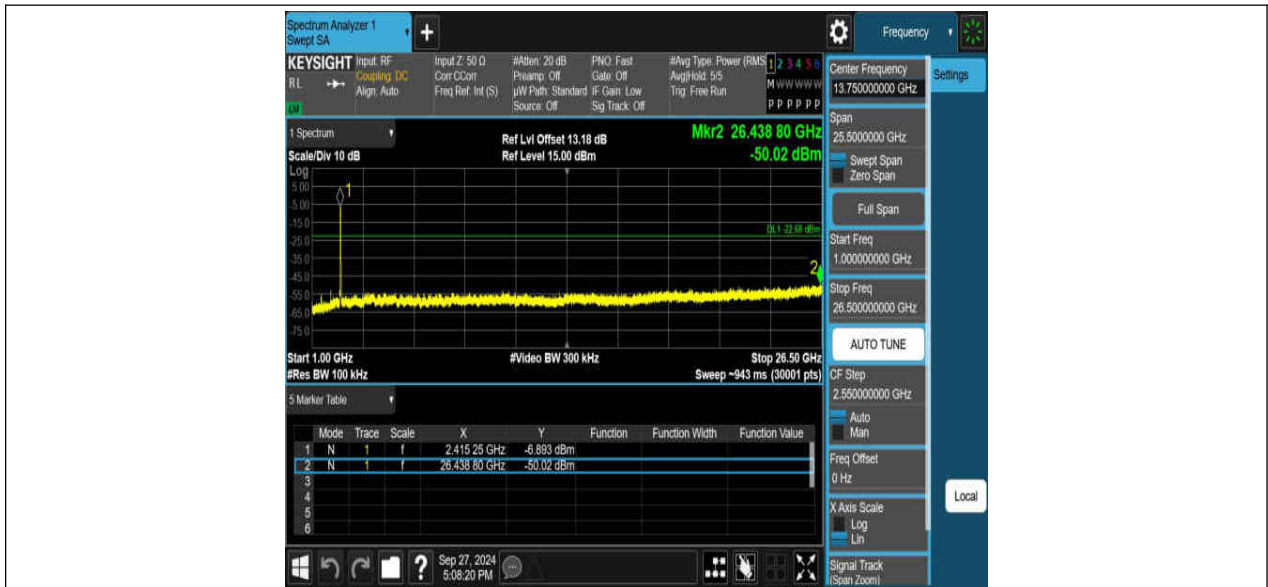 Spectrum Analyzer 1
Swept SA
+
Frequency
KEYSIGHT
RL
Input: RF
Coupling: DC
Align: Auto
Input Z: 50 Ω
Corr CCorr
Freq Ref: Int (S)
#Atten: 20 dB
Preamp: Off
µW Path: Standard
Source: Off
PNO: Fast
Gate: Off
IF Gain: Low
Sig Track: Off
#Avg Type: Power (RMS
Avg|Hold: 5/5
Trig: Free Run
1 2 3 4 5 6
M W W W W W
P P P P P P
Center Frequency
13.750000000 GHz
Settings
Span
25.5000000 GHz
Swept Span
Zero Span
Full Span
Start Freq
1.000000000 GHz
Stop Freq
26.500000000 GHz
AUTO TUNE
CF Step
2.550000000 GHz
Auto
Man
Freq Offset
0 Hz
X Axis Scale
Log
Lin
Signal Track
(Span Zoom)
Local
1 Spectrum
Scale/Div 10 dB
Ref Lvl Offset 13.18 dB
Ref Level 15.00 dBm
Mkr2 26.438 80 GHz
-50.02 dBm
Log
5.00
-5.00
-15.0
-25.0
-35.0
-45.0
-55.0
-65.0
-75.0
1
DL1 -22.68 dBm
2
Start 1.00 GHz
#Video BW 300 kHz
Stop 26.50 GHz
#Res BW 100 kHz
Sweep ~943 ms (30001 pts)
5 Marker Table
Mode Trace Scale X Y Function Function Width Function Value
1 N 1 f 2.415 25 GHz -6.893 dBm
2 N 1 f 26.438 80 GHz -50.02 dBm
3
4
5
6
?
Sep 27, 2024
5:08:20 PM